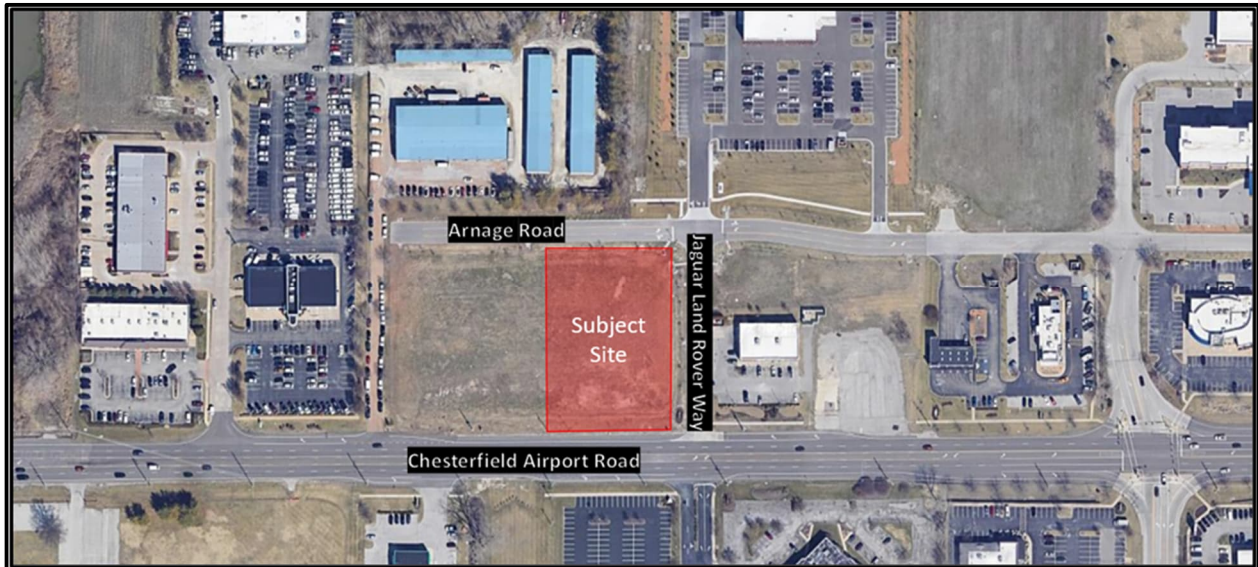 Arnage Road
Jaguar Land Rover Way
Subject
Site
Chesterfield Airport Road